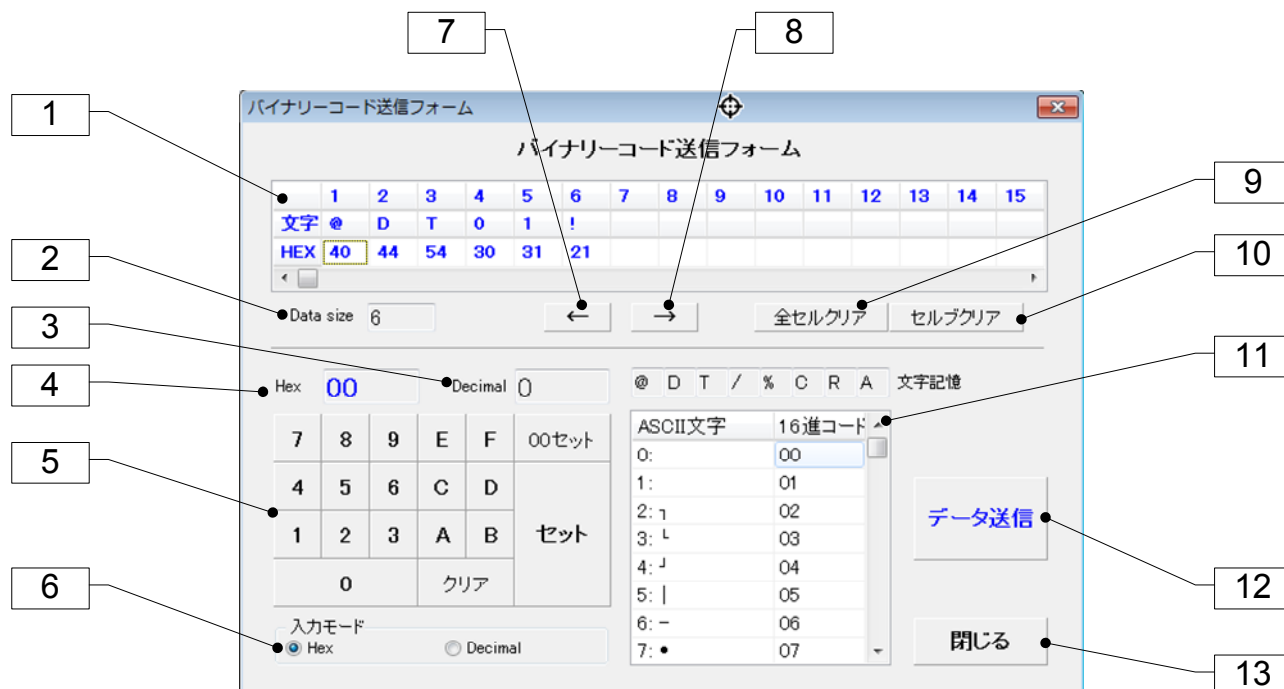 7 8
1
バイナリーコード送信フォーム
バイナリーコード送信フォーム
9
1 2 3 4 5 6 7 8 9 10 11 12 13 14 15
文字 @ D T 0 1 !
HEX 40 44 54 30 31 21
2
10
Data size 6 ← → 全セルクリア セルブクリア
3
11
4
Hex 00 Decimal 0 @ D T / % C R A 文字記憶
ASCII文字 16進コード
7 8 9 E F 00セット
0: 00
5
4 5 6 C D
1: 01
2: ┐ 02
データ送信
1 2 3 A B セット
3: └ 03
4: ┘ 04
0 クリア
5: | 05
6
12
入力モード
6: ─ 06
Hex Decimal
7: ● 07
閉じる
13